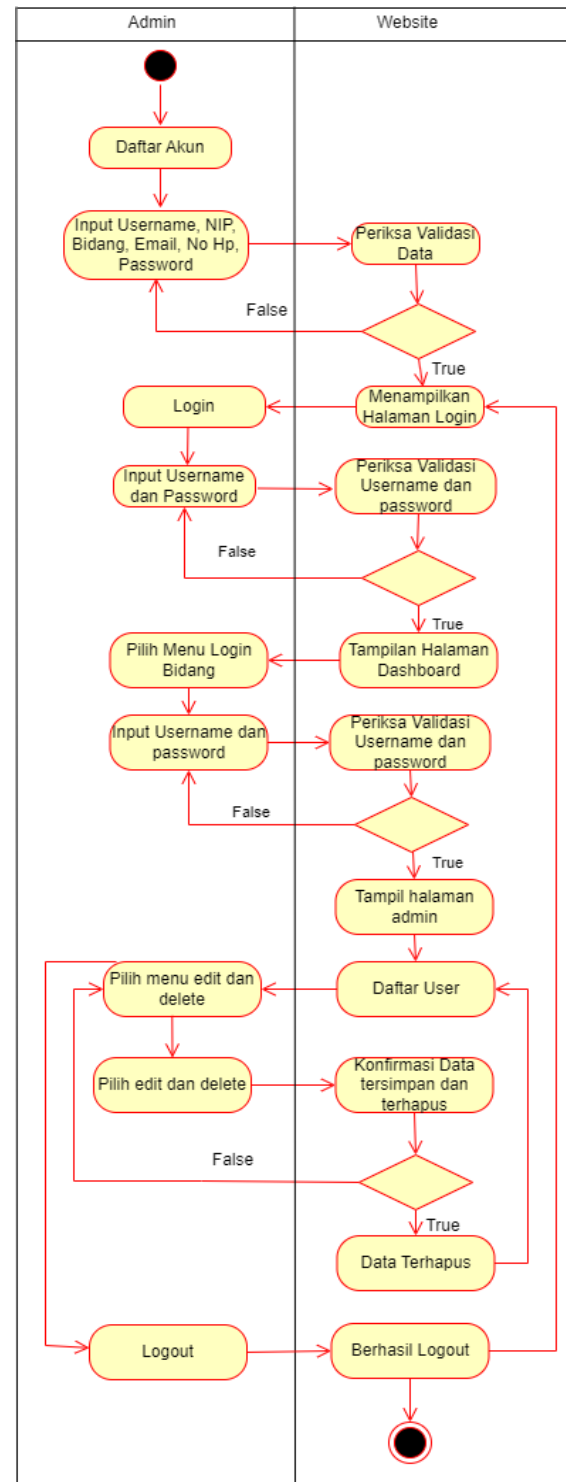 Admin
Website
Daftar Akun
Input Username, NIP,
Bidang, Email, No Hp,
Password
Periksa Validasi
Data
False
True
Login
Menampilkan
Halaman Login
Input Username
dan Password
Periksa Validasi
Username dan
password
False
True
Pilih Menu Login
Bidang
Tampilan Halaman
Dashboard
Input Username dan
password
Periksa Validasi
Username dan
password
False
True
Tampil halaman
admin
Pilih menu edit dan
delete
Daftar User
Pilih edit dan delete
Konfirmasi Data
tersimpan dan
terhapus
False
True
Data Terhapus
Logout
Berhasil Logout